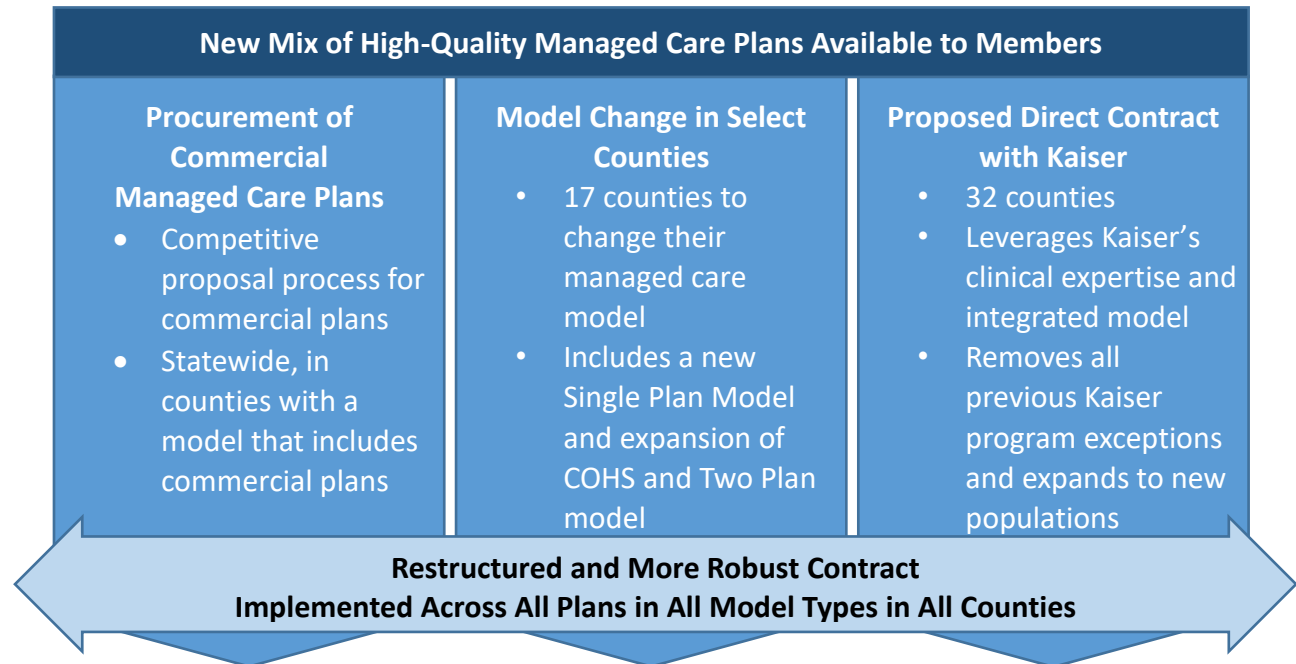 New Mix of High-Quality Managed Care Plans Available to Members
Procurement of
Commercial
Managed Care Plans
• Competitive
proposal process for
commercial plans
• Statewide, in
counties with a
model that includes
commercial plans
Model Change in Select
Counties
• 17 counties to
change their
managed care
model
• Includes a new
Single Plan Model
and expansion of
COHS and Two Plan
model
Proposed Direct Contract
with Kaiser
• 32 counties
• Leverages Kaiser’s
clinical expertise and
integrated model
• Removes all
previous Kaiser
program exceptions
and expands to new
populations
Restructured and More Robust Contract
Implemented Across All Plans in All Model Types in All Counties